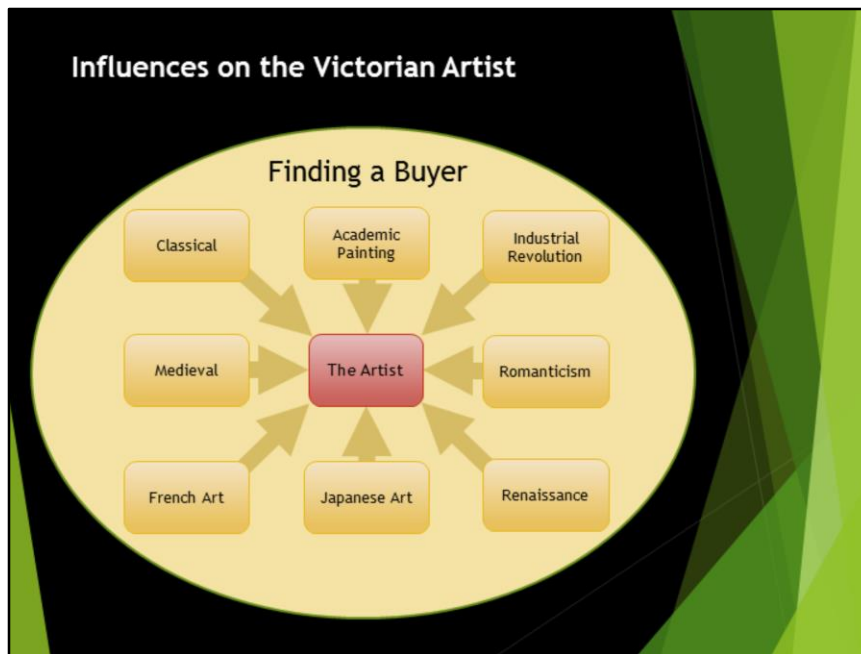 Influences on the Victorian Artist
Finding a Buyer
Classical
Academic
Painting
Industrial
Revolution
Medieval
The Artist
Romanticism
French Art
Japanese Art
Renaissance